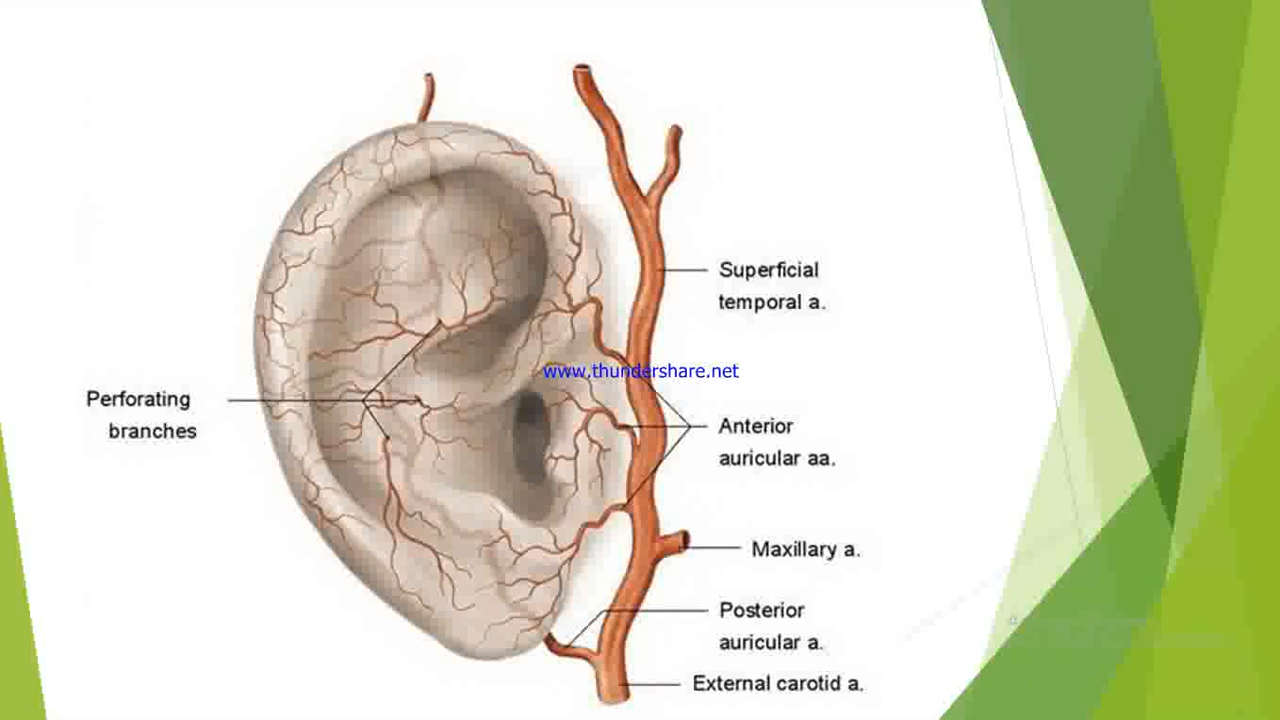 Superficial
temporal a.
www.thundershare.net
Perforating
branches
Anterior
auricular aa.
Maxillary a.
Posterior
auricular a.
External carotid a.